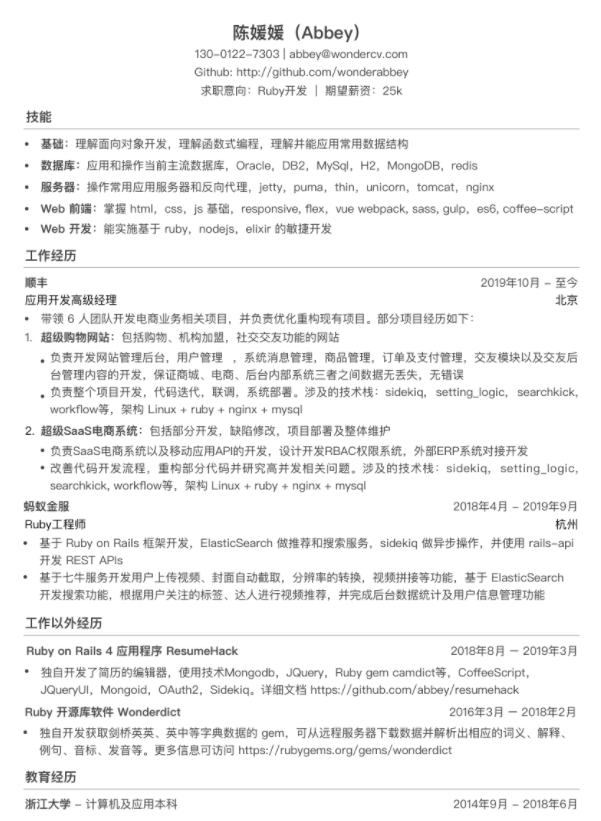 陈媛媛（Abbey）
130-0122-7303 | abbey@wondercv.com
Github: http://github.com/wonderabbey
求职意向：Ruby开发 ｜ 期望薪资：25k
技能
• 基础：理解面向对象开发，理解函数式编程，理解并能应用常用数据结构
• 数据库：应用和操作当前主流数据库，Oracle，DB2，MySql，H2，MongoDB，redis
• 服务器：操作常用应用服务器和反向代理，jetty，puma，thin，unicorn，tomcat，nginx
• Web 前端：掌握 html，css，js 基础，responsive, flex，vue webpack, sass, gulp，es6, coffee-script
• Web 开发：能实施基于 ruby，nodejs，elixir 的敏捷开发
工作经历
顺丰 2019年10月 - 至今
应用开发高级经理 北京
• 带领 6 人团队开发电商业务相关项目，并负责优化重构现有项目。部分项目经历如下：
1. 超级购物网站：包括购物、机构加盟，社交交友功能的网站
• 负责开发网站管理后台，用户管理 ，系统消息管理，商品管理，订单及支付管理，交友模块以及交友后
台管理内容的开发，保证商城、电商、后台内部系统三者之间数据无丢失，无错误
• 负责整个项目开发，代码迭代，联调，系统部署。涉及的技术栈：sidekiq，setting_logic，searchkick,
workflow等，架构 Linux + ruby + nginx + mysql
2. 超级SaaS电商系统：包括部分开发，缺陷修改，项目部署及整体维护
• 负责SaaS电商系统以及移动应用API的开发，设计开发RBAC权限系统，外部ERP系统对接开发
• 改善代码开发流程，重构部分代码并研究高并发相关问题。涉及的技术栈：sidekiq，setting_logic,
searchkick, workflow等，架构 Linux + ruby + nginx + mysql
蚂蚁金服 2018年4月 - 2019年9月
Ruby工程师 杭州
• 基于 Ruby on Rails 框架开发，ElasticSearch 做推荐和搜索服务，sidekiq 做异步操作，并使用 rails-api
开发 REST APIs
• 基于七牛服务开发用户上传视频、封面自动截取，分辨率的转换，视频拼接等功能，基于 ElasticSearch
开发搜索功能，根据用户关注的标签、达人进行视频推荐，并完成后台数据统计及用户信息管理功能
工作以外经历
Ruby on Rails 4 应用程序 ResumeHack 2018年8月 — 2019年3月
• 独自开发了简历的编辑器，使用技术Mongodb，JQuery，Ruby gem camdict等，CoffeeScript，
JQueryUI，Mongoid，OAuth2，Sidekiq。详细文档 https://github.com/abbey/resumehack
Ruby 开源库软件 Wonderdict 2016年3月 — 2018年2月
• 独自开发获取剑桥英英、英中等字典数据的 gem，可从远程服务器下载数据并解析出相应的词义、解释、
例句、音标、发音等。更多信息可访问 https://rubygems.org/gems/wonderdict
教育经历
浙江大学 - 计算机及应用本科 2014年9月 - 2018年6月